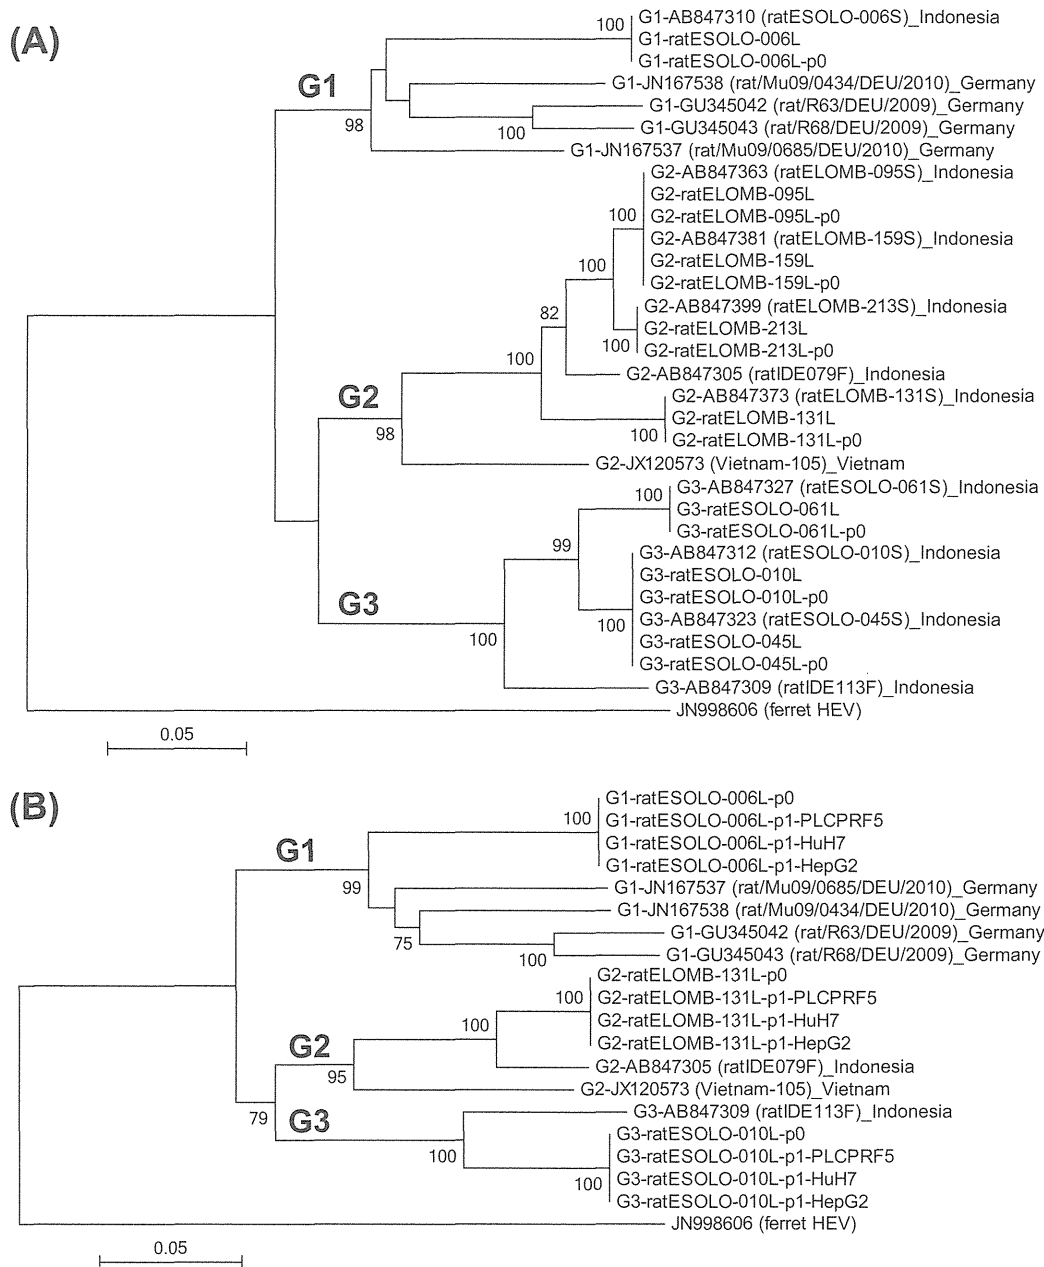 (A)
100
G1-AB847310 (ratESOLO-006S)_Indonesia
G1-ratESOLO-006L
G1-ratESOLO-006L-p0
G1
98
G1-JN167538 (rat/Mu09/0434/DEU/2010)_Germany
G1-GU345042 (rat/R63/DEU/2009)_Germany
100
G1-GU345043 (rat/R68/DEU/2009)_Germany
G1-JN167537 (rat/Mu09/0685/DEU/2010)_Germany
G2-AB847363 (ratELOMB-095S)_Indonesia
G2-ratELOMB-095L
100
G2-ratELOMB-095L-p0
G2-AB847381 (ratELOMB-159S)_Indonesia
100
G2-ratELOMB-159L
G2-ratELOMB-159L-p0
82
G2-AB847399 (ratELOMB-213S)_Indonesia
G2-ratELOMB-213L
100
G2-ratELOMB-213L-p0
100
G2-AB847305 (ratIDE079F)_Indonesia
G2
98
G2-AB847373 (ratELOMB-131S)_Indonesia
G2-ratELOMB-131L
100
G2-ratELOMB-131L-p0
G2-JX120573 (Vietnam-105)_Vietnam
100
G3-AB847327 (ratESOLO-061S)_Indonesia
G3-ratESOLO-061L
G3-ratESOLO-061L-p0
99
G3-AB847312 (ratESOLO-010S)_Indonesia
G3-ratESOLO-010L
G3
G3-ratESOLO-010L-p0
100
G3-AB847323 (ratESOLO-045S)_Indonesia
100
G3-ratESOLO-045L
G3-ratESOLO-045L-p0
G3-AB847309 (ratIDE113F)_Indonesia
JN998606 (ferret HEV)
0.05
(B)
G1-ratESOLO-006L-p0
100
G1-ratESOLO-006L-p1-PLCPRF5
G1-ratESOLO-006L-p1-HuH7
G1
G1-ratESOLO-006L-p1-HepG2
99
G1-JN167537 (rat/Mu09/0685/DEU/2010)_Germany
G1-JN167538 (rat/Mu09/0434/DEU/2010)_Germany
75
G1-GU345042 (rat/R63/DEU/2009)_Germany
100
G1-GU345043 (rat/R68/DEU/2009)_Germany
G2-ratELOMB-131L-p0
100
G2-ratELOMB-131L-p1-PLCPRF5
100
G2-ratELOMB-131L-p1-HuH7
G2-ratELOMB-131L-p1-HepG2
G2
95
G2-AB847305 (ratIDE079F)_Indonesia
G2-JX120573 (Vietnam-105)_Vietnam
79
G3
G3-AB847309 (ratIDE113F)_Indonesia
G3-ratESOLO-010L-p0
100
G3-ratESOLO-010L-p1-PLCPRF5
100
G3-ratESOLO-010L-p1-HuH7
G3-ratESOLO-010L-p1-HepG2
JN998606 (ferret HEV)
0.05